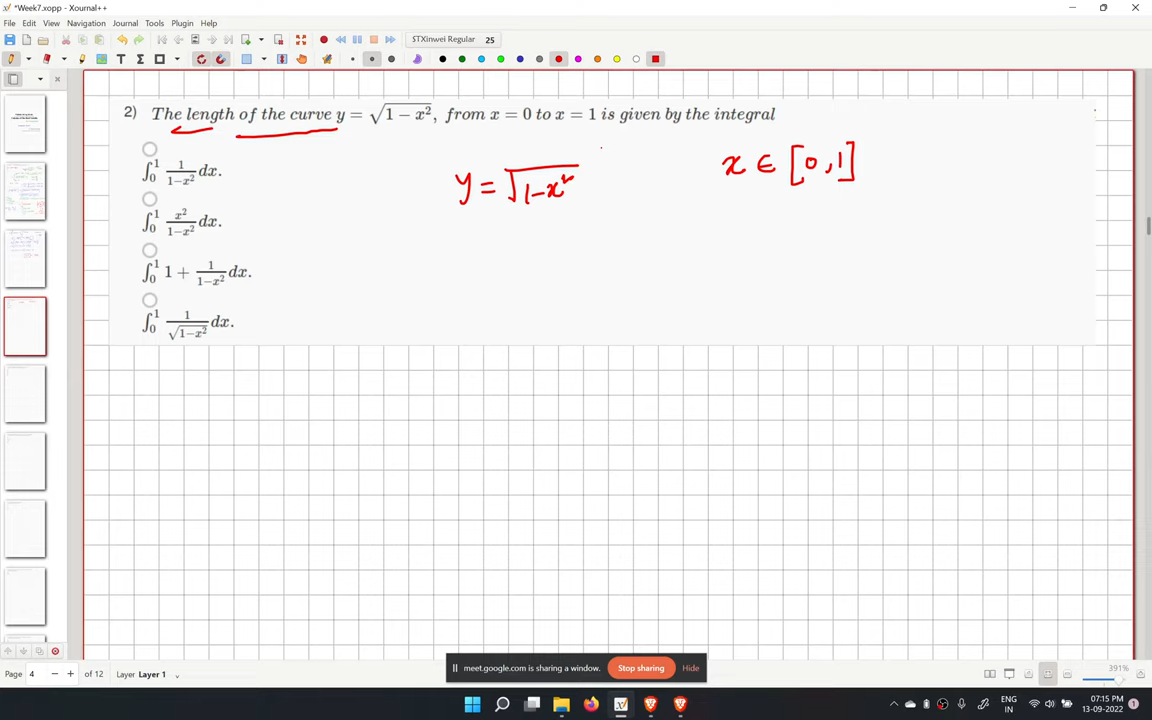 *Week7.xopp - Xournal++
File Edit View Navigation Journal Tools Plugin Help
STXinwei Regular 25
2) The length of the curve y = √(1 − x²), from x = 0 to x = 1 is given by the integral
∫₀¹ 1/(1−x²) dx.
∫₀¹ x²/(1−x²) dx.
∫₀¹ 1 + 1/(1−x²) dx.
∫₀¹ 1/√(1−x²) dx.
y = √(1−x²)
x ∈ [0,1]
meet.google.com is sharing a window. Stop sharing Hide
Page 4 of 12 Layer Layer 1
391%
ENG
IN
07:15 PM
13-09-2022